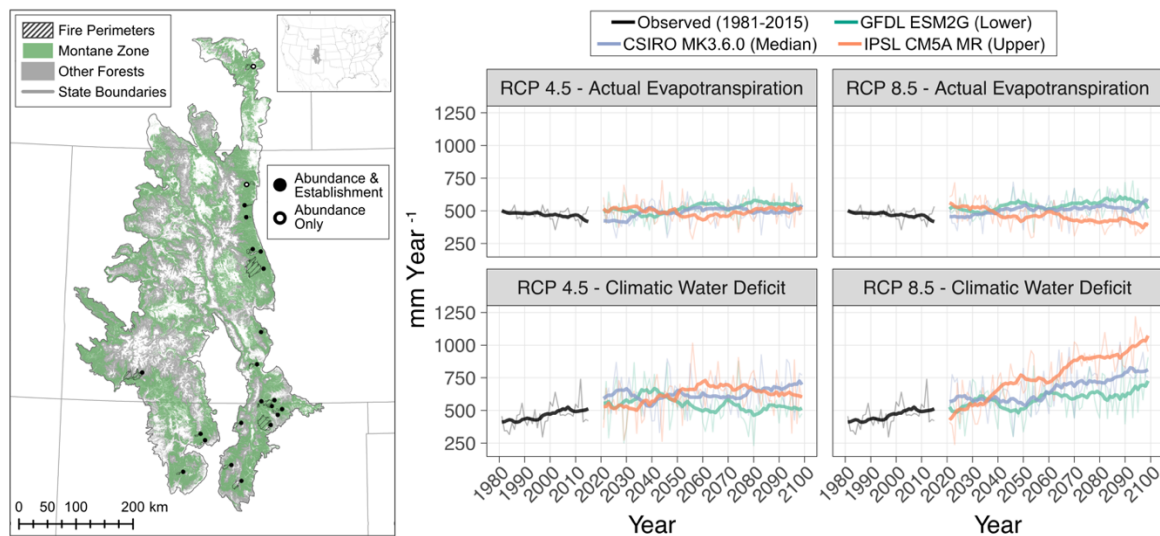 Fire Perimeters
Montane Zone
Other Forests
State Boundaries
Abundance &
Establishment
Abundance
Only
0 50 100 200 km
Observed (1981-2015) GFDL ESM2G (Lower)
CSIRO MK3.6.0 (Median) IPSL CM5A MR (Upper)
RCP 4.5 - Actual Evapotranspiration RCP 8.5 - Actual Evapotranspiration
1250
1000
750
500
250
RCP 4.5 - Climatic Water Deficit RCP 8.5 - Climatic Water Deficit
1250
1000
750
500
250
mm Year⁻¹
1980 1990 2000 2010 2020 2030 2040 2050 2060 2070 2080 2090 2100 1980 1990 2000 2010 2020 2030 2040 2050 2060 2070 2080 2090 2100
Year Year